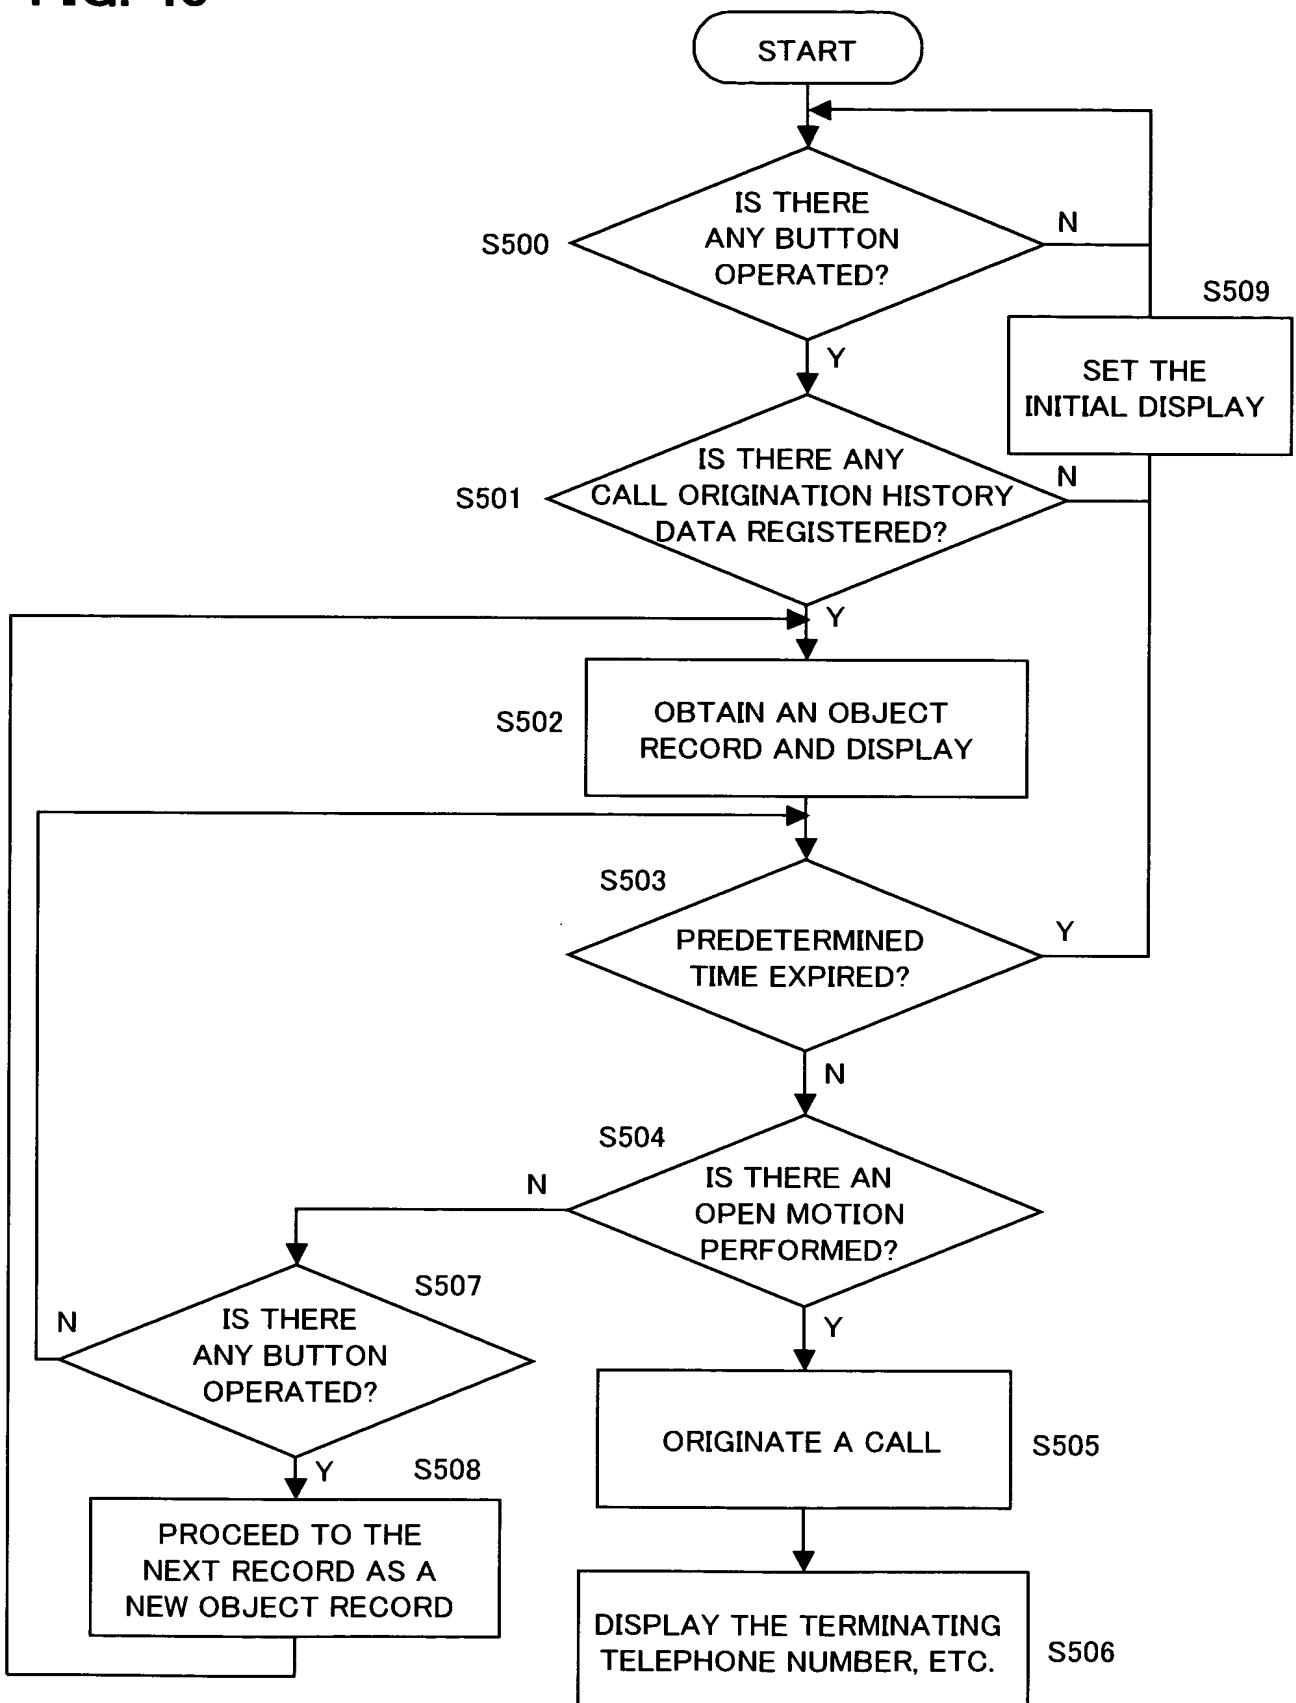 START
IS THERE
ANY BUTTON
OPERATED?
S500
N
S509
Y
SET THE
INITIAL DISPLAY
IS THERE ANY
CALL ORIGINATION HISTORY
DATA REGISTERED?
S501
N
Y
S502
OBTAIN AN OBJECT
RECORD AND DISPLAY
S503
PREDETERMINED
TIME EXPIRED?
Y
N
S504
IS THERE AN
OPEN MOTION
PERFORMED?
N
S507
IS THERE
ANY BUTTON
OPERATED?
N
Y
Y
ORIGINATE A CALL
S505
S508
PROCEED TO THE
NEXT RECORD AS A
NEW OBJECT RECORD
DISPLAY THE TERMINATING
TELEPHONE NUMBER, ETC.
S506